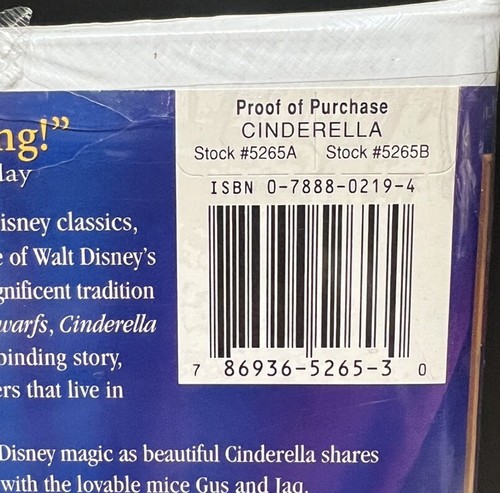 Proof of Purchase
CINDERELLA
Stock #5265A Stock #5265B
ISBN 0-7888-0219-4
7 86936-5265-3 0
ng!”
lay
isney classics,
e of Walt Disney’s
gnificent tradition
warfs, Cinderella
binding story,
ers that live in
Disney magic as beautiful Cinderella shares
with the lovable mice Gus and Jaq.